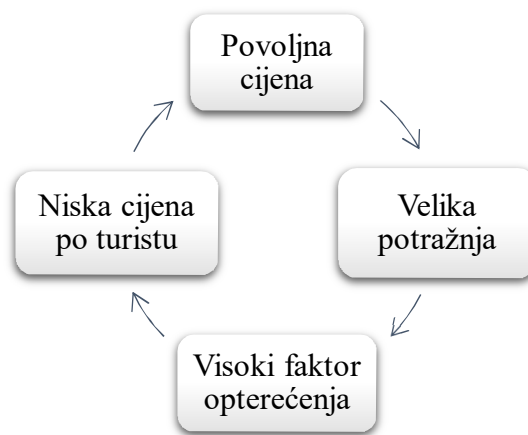 Povoljna
cijena
Velika
potražnja
Visoki faktor
opterećenja
Niska cijena
po turistu